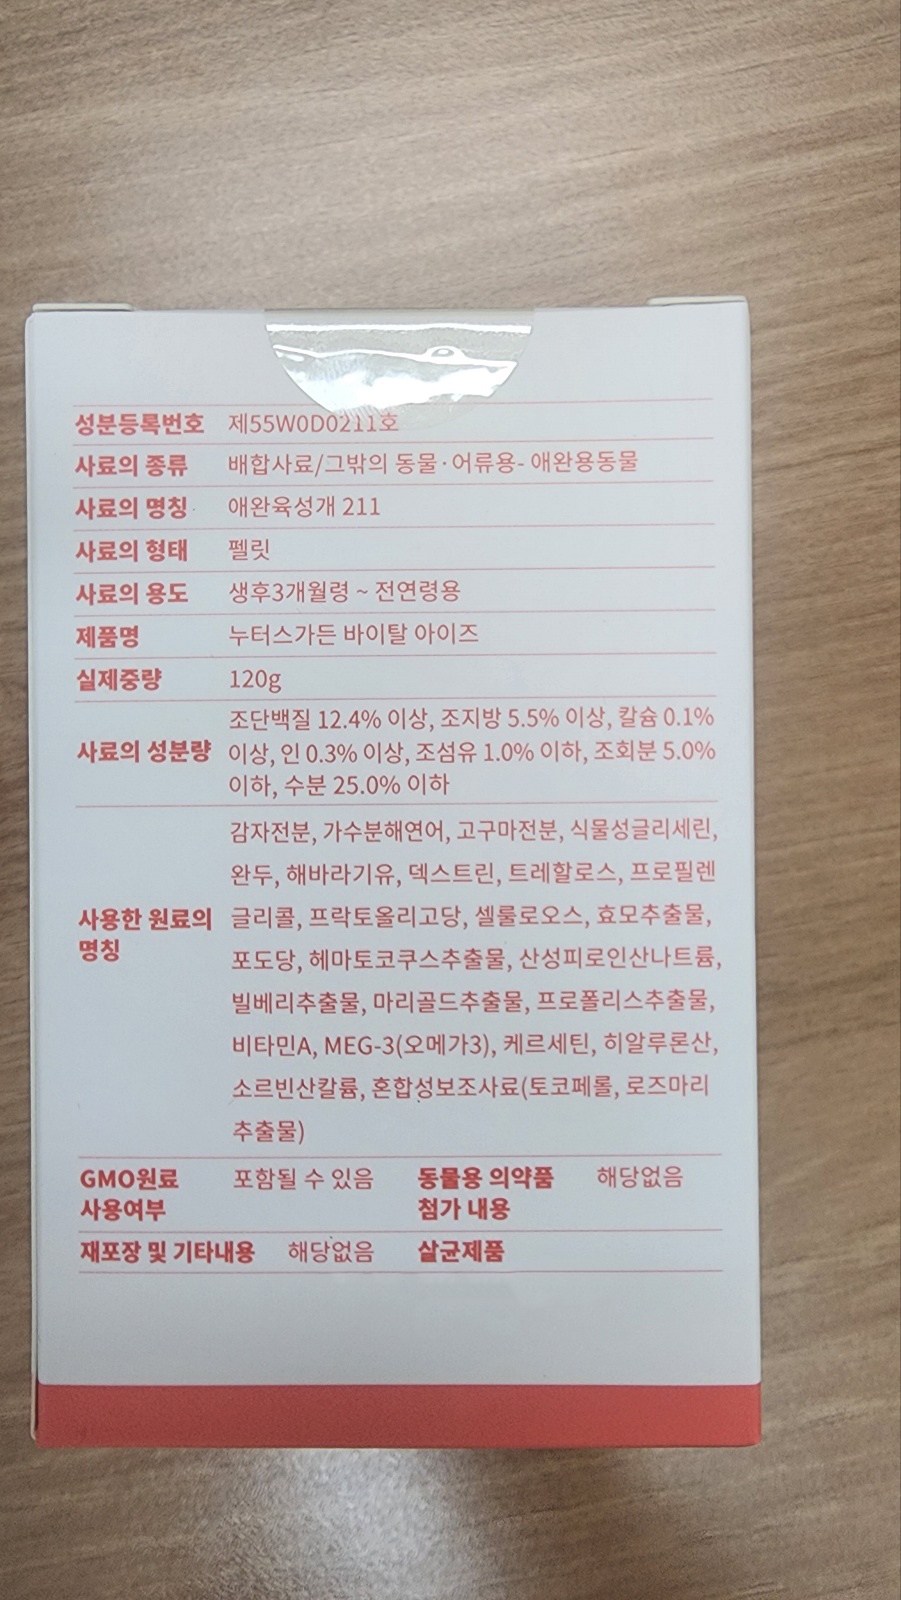 성분등록번호 제55W0D0211호
사료의 종류 배합사료/그밖의 동물·어류용- 애완용동물
사료의 명칭 애완육성개 211
사료의 형태 펠릿
사료의 용도 생후3개월령 ~ 전연령용
제품명 누터스가든 바이탈 아이즈
실제중량 120g
사료의 성분량 조단백질 12.4% 이상, 조지방 5.5% 이상, 칼슘 0.1%
이상, 인 0.3% 이상, 조섬유 1.0% 이하, 조회분 5.0%
이하, 수분 25.0% 이하
사용한 원료의 명칭
감자전분, 가수분해연어, 고구마전분, 식물성글리세린,
완두, 해바라기유, 덱스트린, 트레할로스, 프로필렌
글리콜, 프락토올리고당, 셀룰로오스, 효모추출물,
포도당, 헤마토코쿠스추출물, 산성피로인산나트륨,
빌베리추출물, 마리골드추출물, 프로폴리스추출물,
비타민A, MEG-3(오메가3), 케르세틴, 히알루론산,
소르빈산칼륨, 혼합성보조사료(토코페롤, 로즈마리
추출물)
GMO원료 사용여부 포함될 수 있음 동물용 의약품 첨가 내용 해당없음
재포장 및 기타내용 해당없음 살균제품